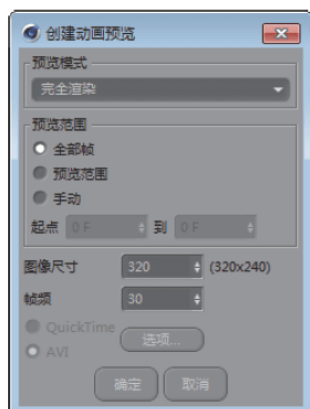 创建动画预览
预览模式
完全渲染
预览范围
全部帧
预览范围
手动
起点 0 F 到 0 F
图像尺寸 320 (320x240)
帧频 30
QuickTime
AVI
选项...
确定 取消